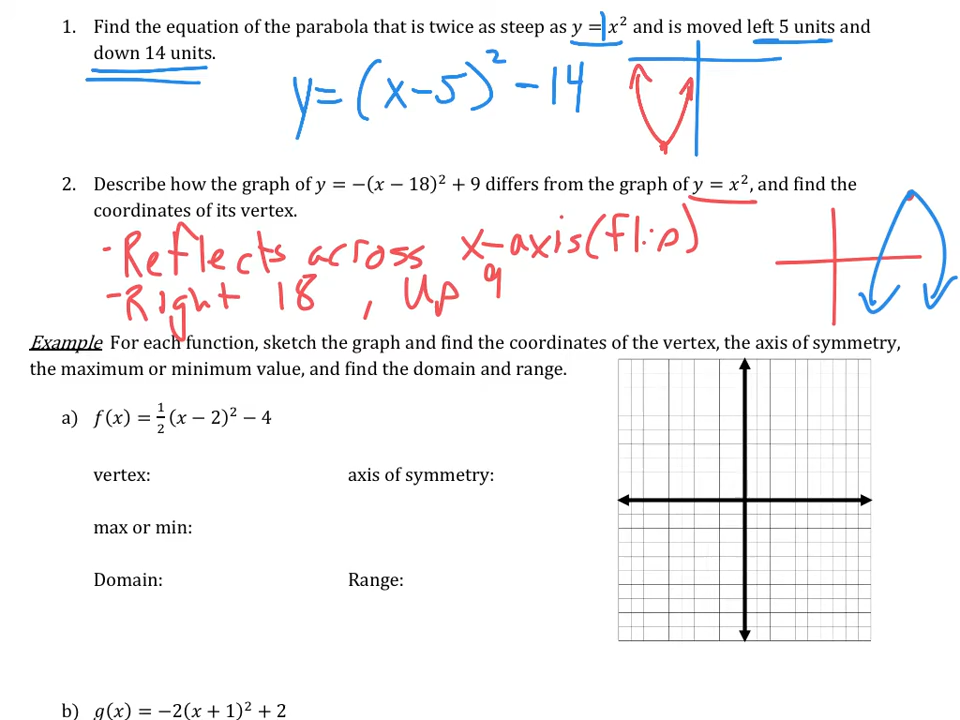 1. Find the equation of the parabola that is twice as steep as y = 1x² and is moved left 5 units and
down 14 units.
y = (x-5)² - 14
2. Describe how the graph of y = −(x − 18)² + 9 differs from the graph of y = x², and find the
coordinates of its vertex.
- Reflects across x-axis (flip)
- Right 18 , Up 9
Example For each function, sketch the graph and find the coordinates of the vertex, the axis of symmetry,
the maximum or minimum value, and find the domain and range.
a) f(x) = 1/2 (x − 2)² − 4
vertex: axis of symmetry:
max or min:
Domain: Range:
b) g(x) = −2(x + 1)² + 2